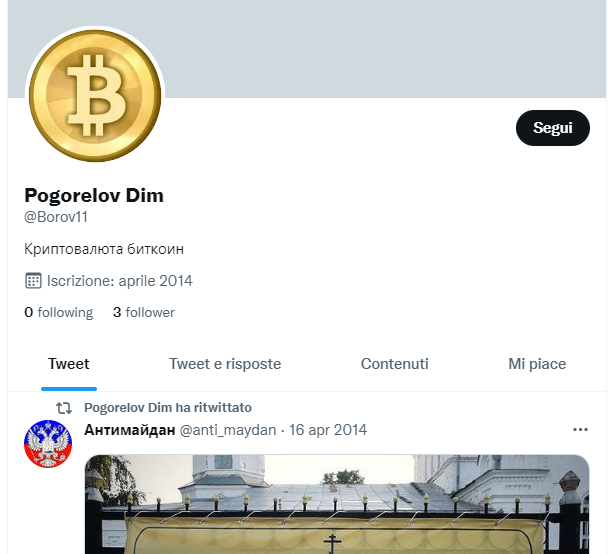 Segui
Pogorelov Dim
@Borov11
Криптовалюта биткоин
Iscrizione: aprile 2014
0 following 3 follower
Tweet Tweet e risposte Contenuti Mi piace
Pogorelov Dim ha ritwittato
Антимайдан @anti_maydan · 16 apr 2014